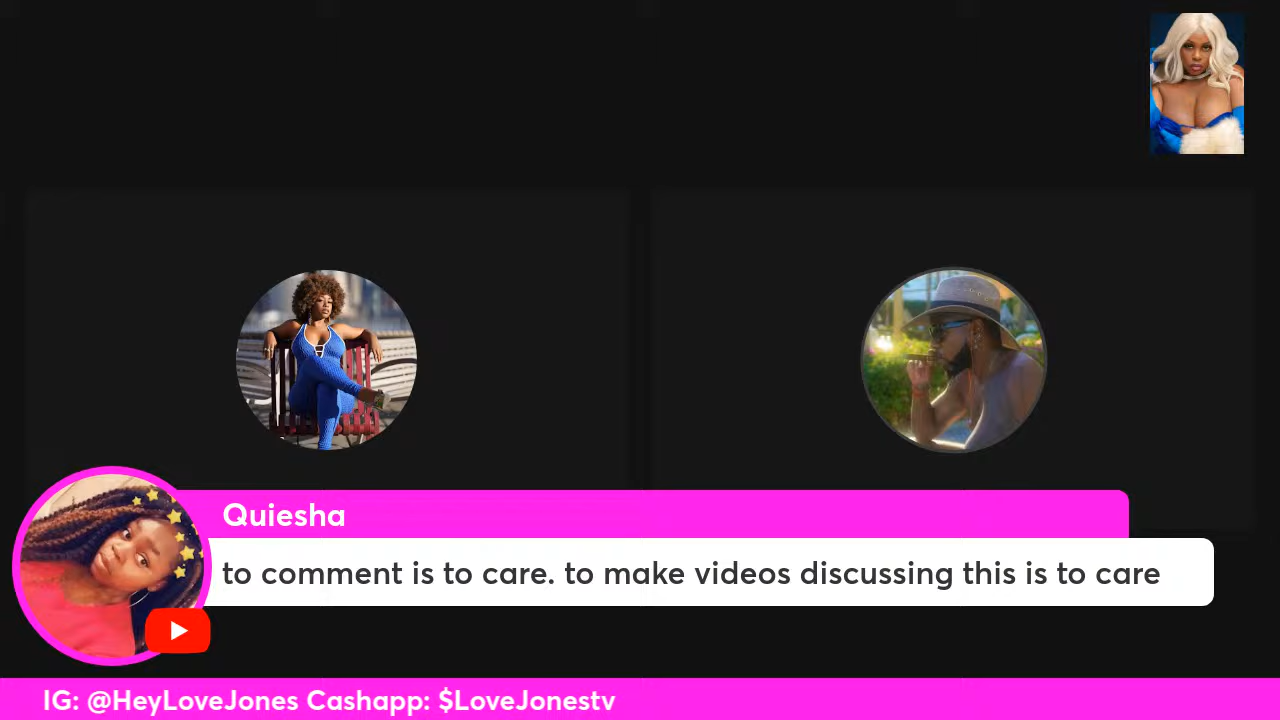 Quiesha
to comment is to care. to make videos discussing this is to care
IG: @HeyLoveJones Cashapp: $LoveJonestv